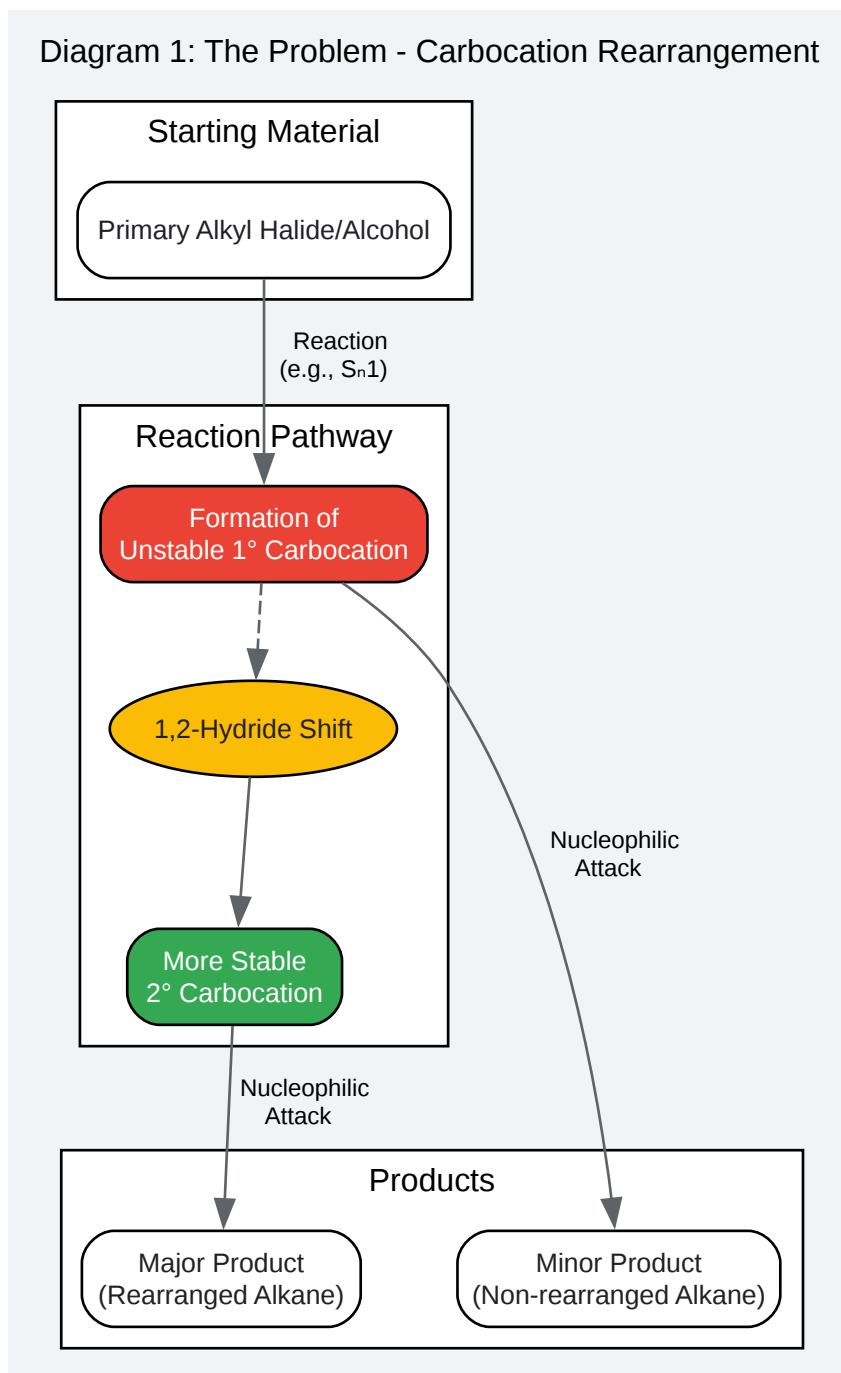 Diagram 1: The Problem - Carbocation Rearrangement
Starting Material
Primary Alkyl Halide/Alcohol
Reaction
(e.g., Sₙ1)
Reaction Pathway
Formation of
Unstable 1° Carbocation
1,2-Hydride Shift
Nucleophilic
Attack
More Stable
2° Carbocation
Nucleophilic
Attack
Products
Major Product
(Rearranged Alkane)
Minor Product
(Non-rearranged Alkane)